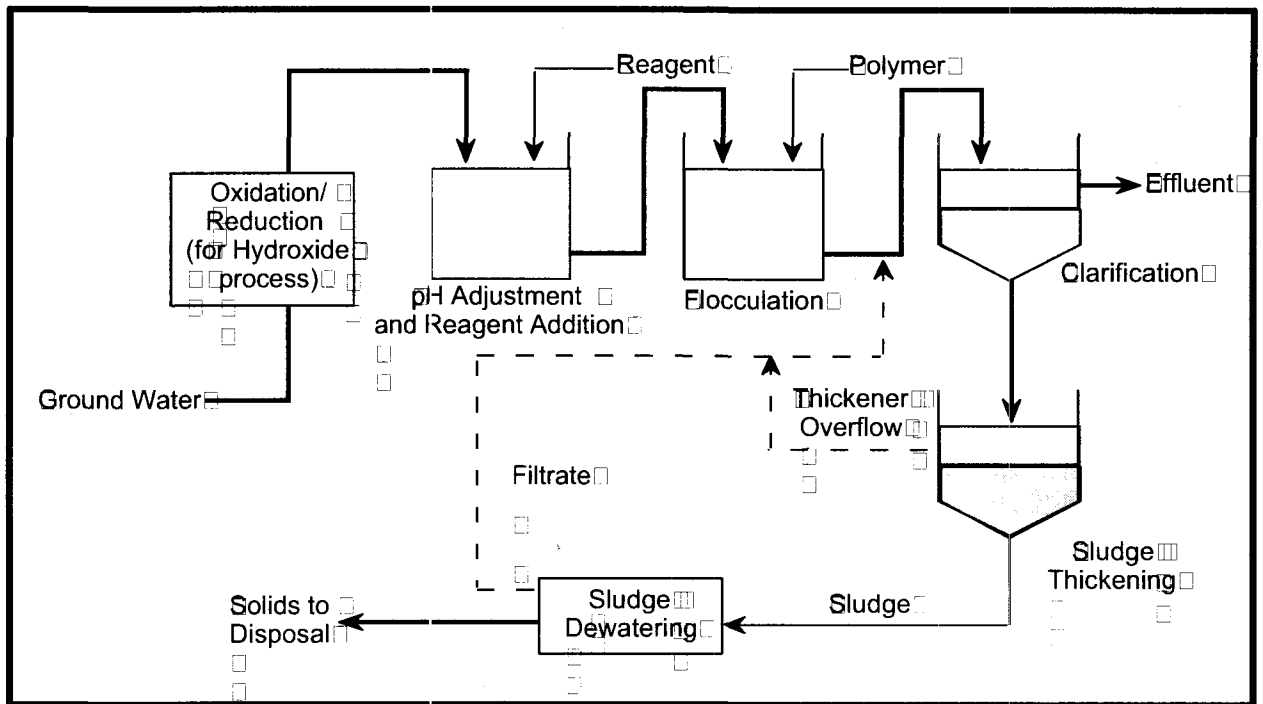 Reagent
Polymer
Oxidation/
Reduction
(for Hydroxide
process)
Effluent
Clarification
pH Adjustment
and Reagent Addition
Flocculation
Ground Water
Thickener
Overflow
Filtrate
Sludge
Thickening
Solids to
Disposal
Sludge
Dewatering
Sludge